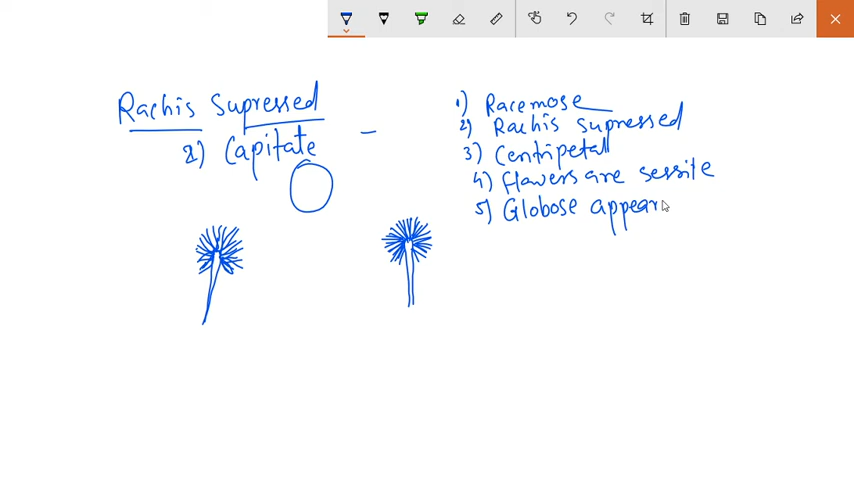 Rachis Supressed
2) Capitate -
1) Racemose
2) Rachis supressed
3) Centripetal
4) flowers are sessile
5) Globose appear